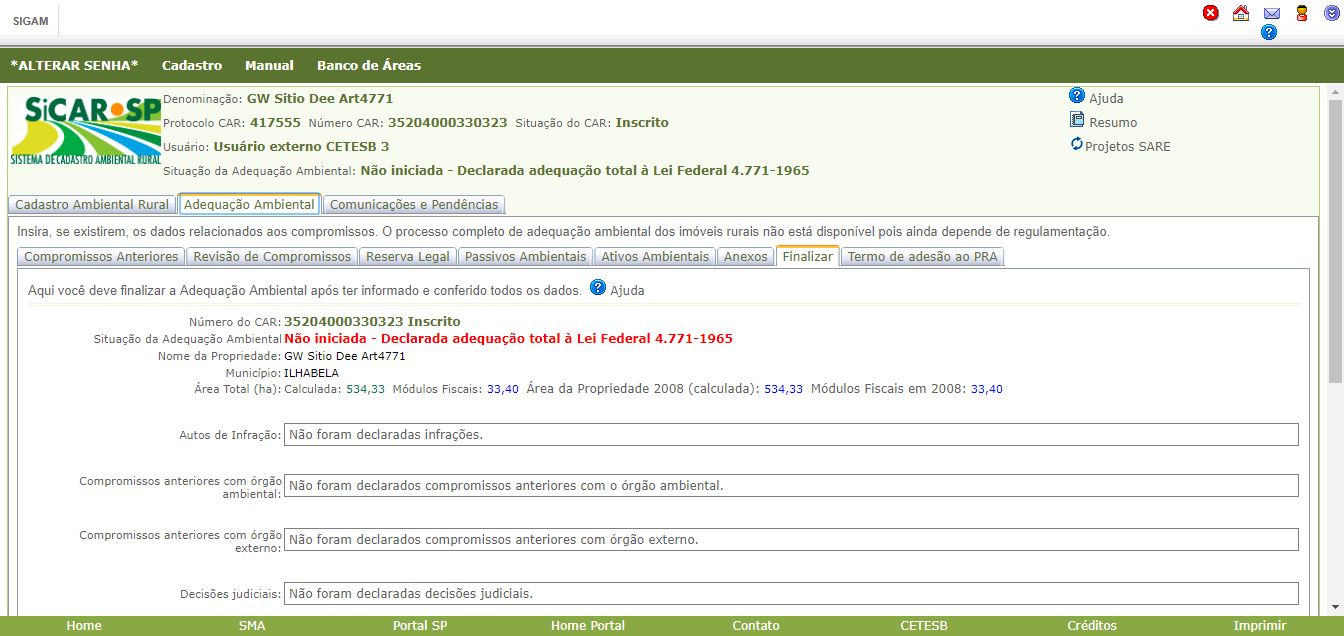 SIGAM
*ALTERAR SENHA* Cadastro Manual Banco de Áreas
SiCAR.SP
SISTEMA DE CADASTRO AMBIENTAL RURAL
Denominação: GW Sitio Dee Art4771
Protocolo CAR: 417555 Número CAR: 35204000330323 Situação do CAR: Inscrito
Usuário: Usuário externo CETESB 3
Situação da Adequação Ambiental: Não iniciada - Declarada adequação total à Lei Federal 4.771-1965
Ajuda
Resumo
Projetos SARE
Cadastro Ambiental Rural Adequação Ambiental Comunicações e Pendências
Insira, se existirem, os dados relacionados aos compromissos. O processo completo de adequação ambiental dos imóveis rurais não está disponível pois ainda depende de regulamentação.
Compromissos Anteriores Revisão de Compromissos Reserva Legal Passivos Ambientais Ativos Ambientais Anexos Finalizar Termo de adesão ao PRA
Aqui você deve finalizar a Adequação Ambiental após ter informado e conferido todos os dados. ? Ajuda
Número do CAR: 35204000330323 Inscrito
Situação da Adequação Ambiental Não iniciada - Declarada adequação total à Lei Federal 4.771-1965
Nome da Propriedade: GW Sitio Dee Art4771
Município: ILHABELA
Área Total (ha): Calculada: 534,33 Módulos Fiscais: 33,40 Área da Propriedade 2008 (calculada): 534,33 Módulos Fiscais em 2008: 33,40
Autos de Infração: Não foram declaradas infrações.
Compromissos anteriores com órgão
ambiental: Não foram declarados compromissos anteriores com o órgão ambiental.
Compromissos anteriores com órgão
externo: Não foram declarados compromissos anteriores com órgão externo.
Decisões judiciais: Não foram declaradas decisões judiciais.
Home SMA Portal SP Home Portal Contato CETESB Créditos Imprimir